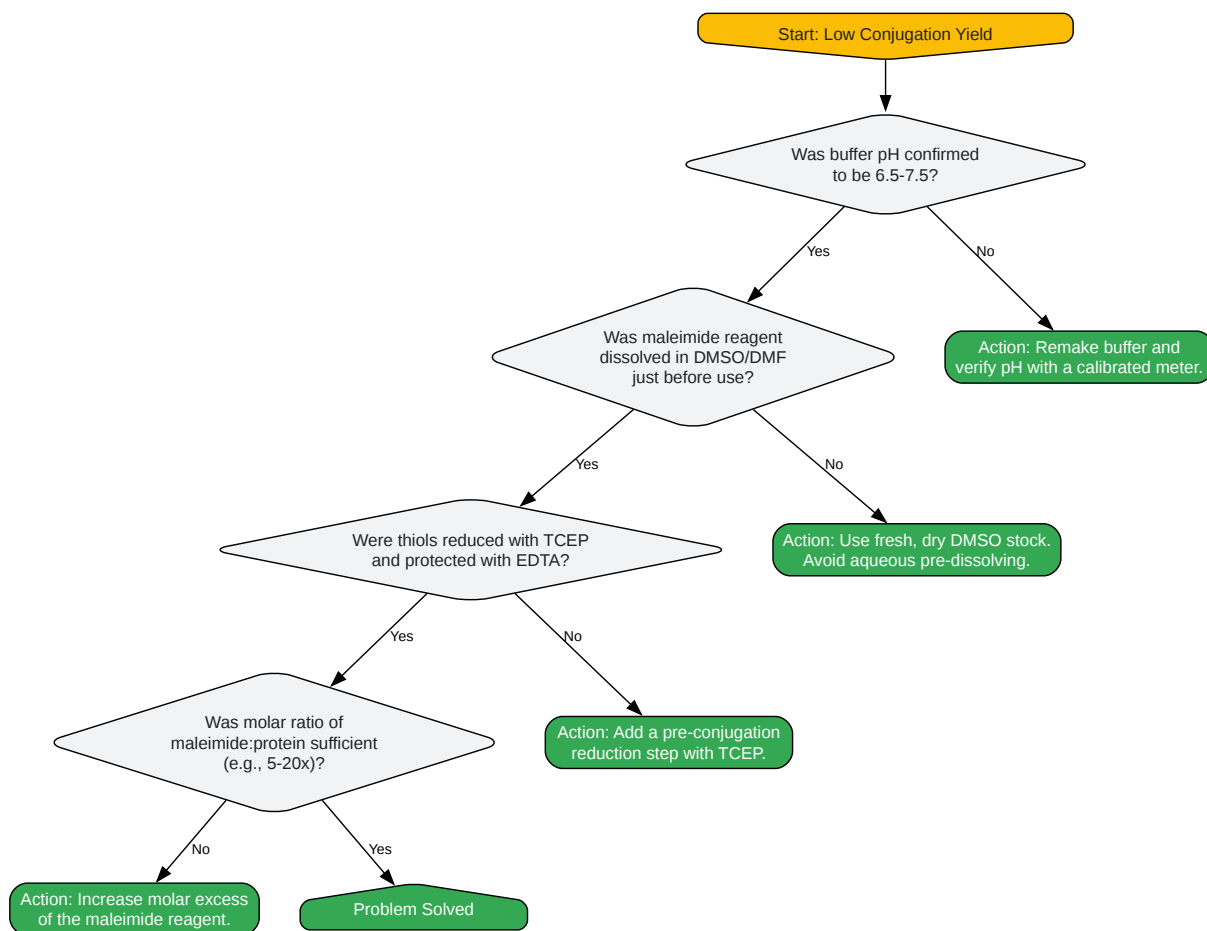 Start: Low Conjugation Yield
Was buffer pH confirmed
to be 6.5-7.5?
Yes
No
Was maleimide reagent
dissolved in DMSO/DMF
just before use?
Action: Remake buffer and
verify pH with a calibrated meter.
Yes
No
Were thiols reduced with TCEP
and protected with EDTA?
Action: Use fresh, dry DMSO stock.
Avoid aqueous pre-dissolving.
Yes
No
Was molar ratio of
maleimide:protein sufficient
(e.g., 5-20x)?
Action: Add a pre-conjugation
reduction step with TCEP.
No
Yes
Action: Increase molar excess
of the maleimide reagent.
Problem Solved